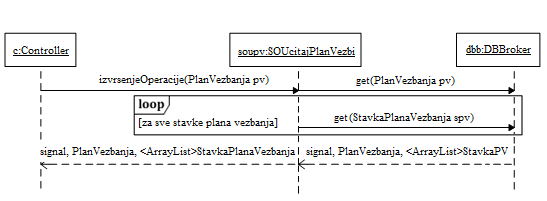 c:Controller
soupv:SOUcitajPlanVezbi
dbb:DBBroker
izvrsenjeOperacije(PlanVezbanja pv)
get(PlanVezbanja pv)
loop
[za sve stavke plana vezbanja]
get(StavkaPlanaVezbanja spv)
signal, PlanVezbanja, <ArrayList>StavkaPlanaVezbanja
signal, PlanVezbanja, <ArrayList>StavkaPV